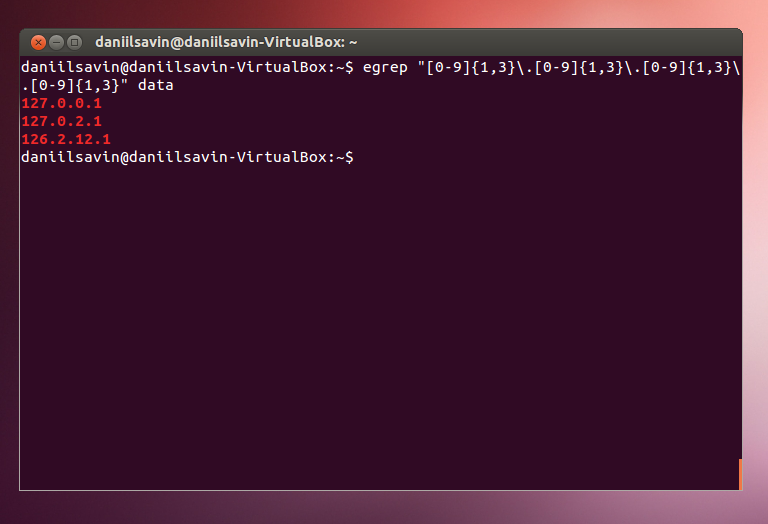 daniilsavin@daniilsavin-VirtualBox: ~
daniilsavin@daniilsavin-VirtualBox:~$ egrep "[0-9]{1,3}\.[0-9]{1,3}\.[0-9]{1,3}\
.[0-9]{1,3}" data
127.0.0.1
127.0.2.1
126.2.12.1
daniilsavin@daniilsavin-VirtualBox:~$